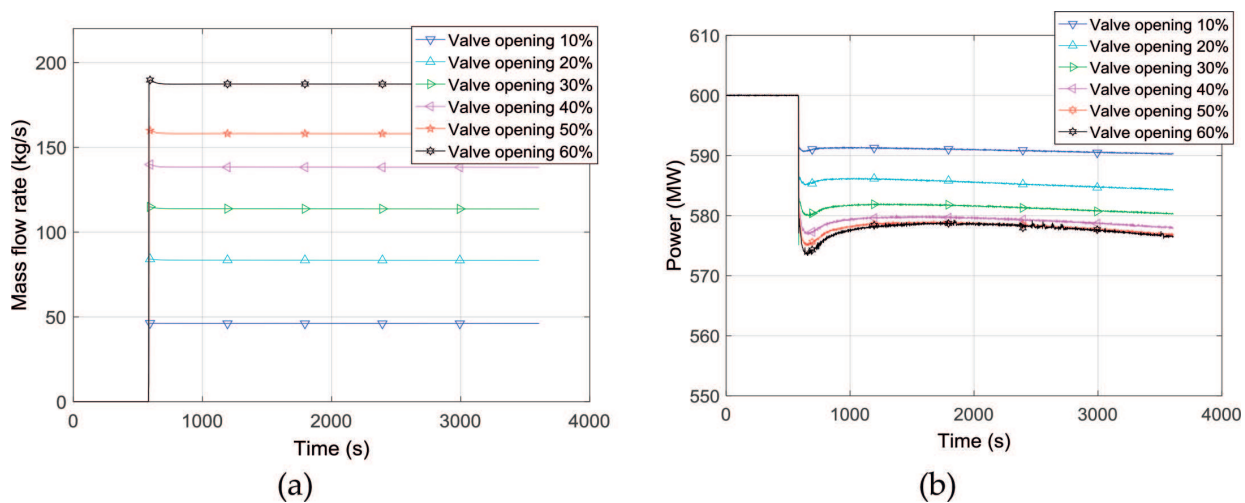 200
150
100
50
0
Mass flow rate (kg/s)
0 1000 2000 3000 4000
Time (s)
Valve opening 10%
Valve opening 20%
Valve opening 30%
Valve opening 40%
Valve opening 50%
Valve opening 60%
(a)
610
600
590
580
570
560
550
Power (MW)
0 1000 2000 3000 4000
Time (s)
Valve opening 10%
Valve opening 20%
Valve opening 30%
Valve opening 40%
Valve opening 50%
Valve opening 60%
(b)